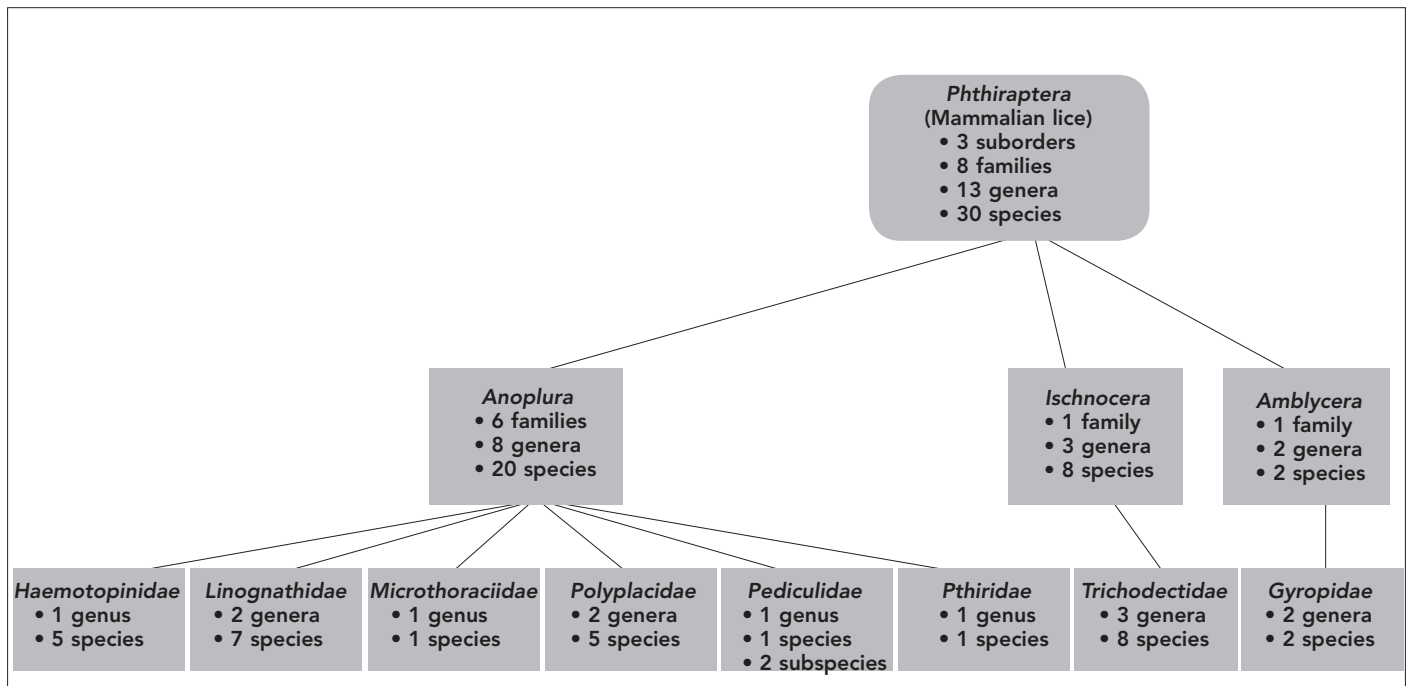 Phthiraptera
(Mammalian lice)
• 3 suborders
• 8 families
• 13 genera
• 30 species
Anoplura
• 6 families
• 8 genera
• 20 species
Ischnocera
• 1 family
• 3 genera
• 8 species
Amblycera
• 1 family
• 2 genera
• 2 species
Haemotopinidae
• 1 genus
• 5 species
Linognathidae
• 2 genera
• 7 species
Microthoraciidae
• 1 genus
• 1 species
Polyplacidae
• 2 genera
• 5 species
Pediculidae
• 1 genus
• 1 species
• 2 subspecies
Pthiridae
• 1 genus
• 1 species
Trichodectidae
• 3 genera
• 8 species
Gyropidae
• 2 genera
• 2 species